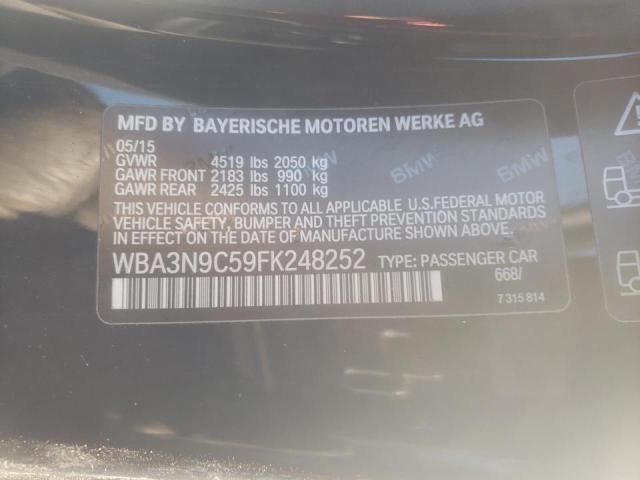 MFD BY BAYERISCHE MOTOREN WERKE AG
05/15
GVWR 4519 lbs 2050 kg
GAWR FRONT 2183 lbs 990 kg
GAWR REAR 2425 lbs 1100 kg
THIS VEHICLE CONFORMS TO ALL APPLICABLE U.S.FEDERAL MOTOR
VEHICLE SAFETY, BUMPER AND THEFT PREVENTION STANDARDS
IN EFFECT ON THE DATE OF MANUFACTURE SHOWN ABOVE.
WBA3N9C59FK248252 TYPE: PASSENGER CAR
668/
7 315 814
BMW
BMW
BMW